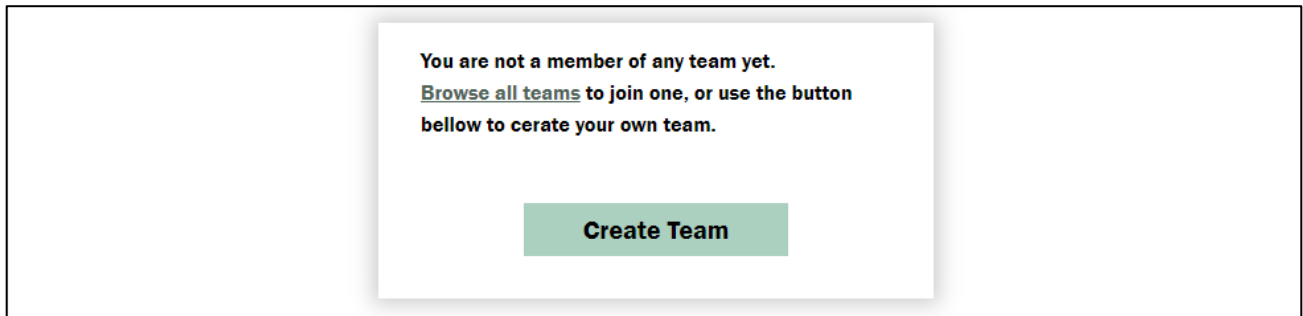 You are not a member of any team yet.
Browse all teams to join one, or use the button
bellow to cerate your own team.
Create Team